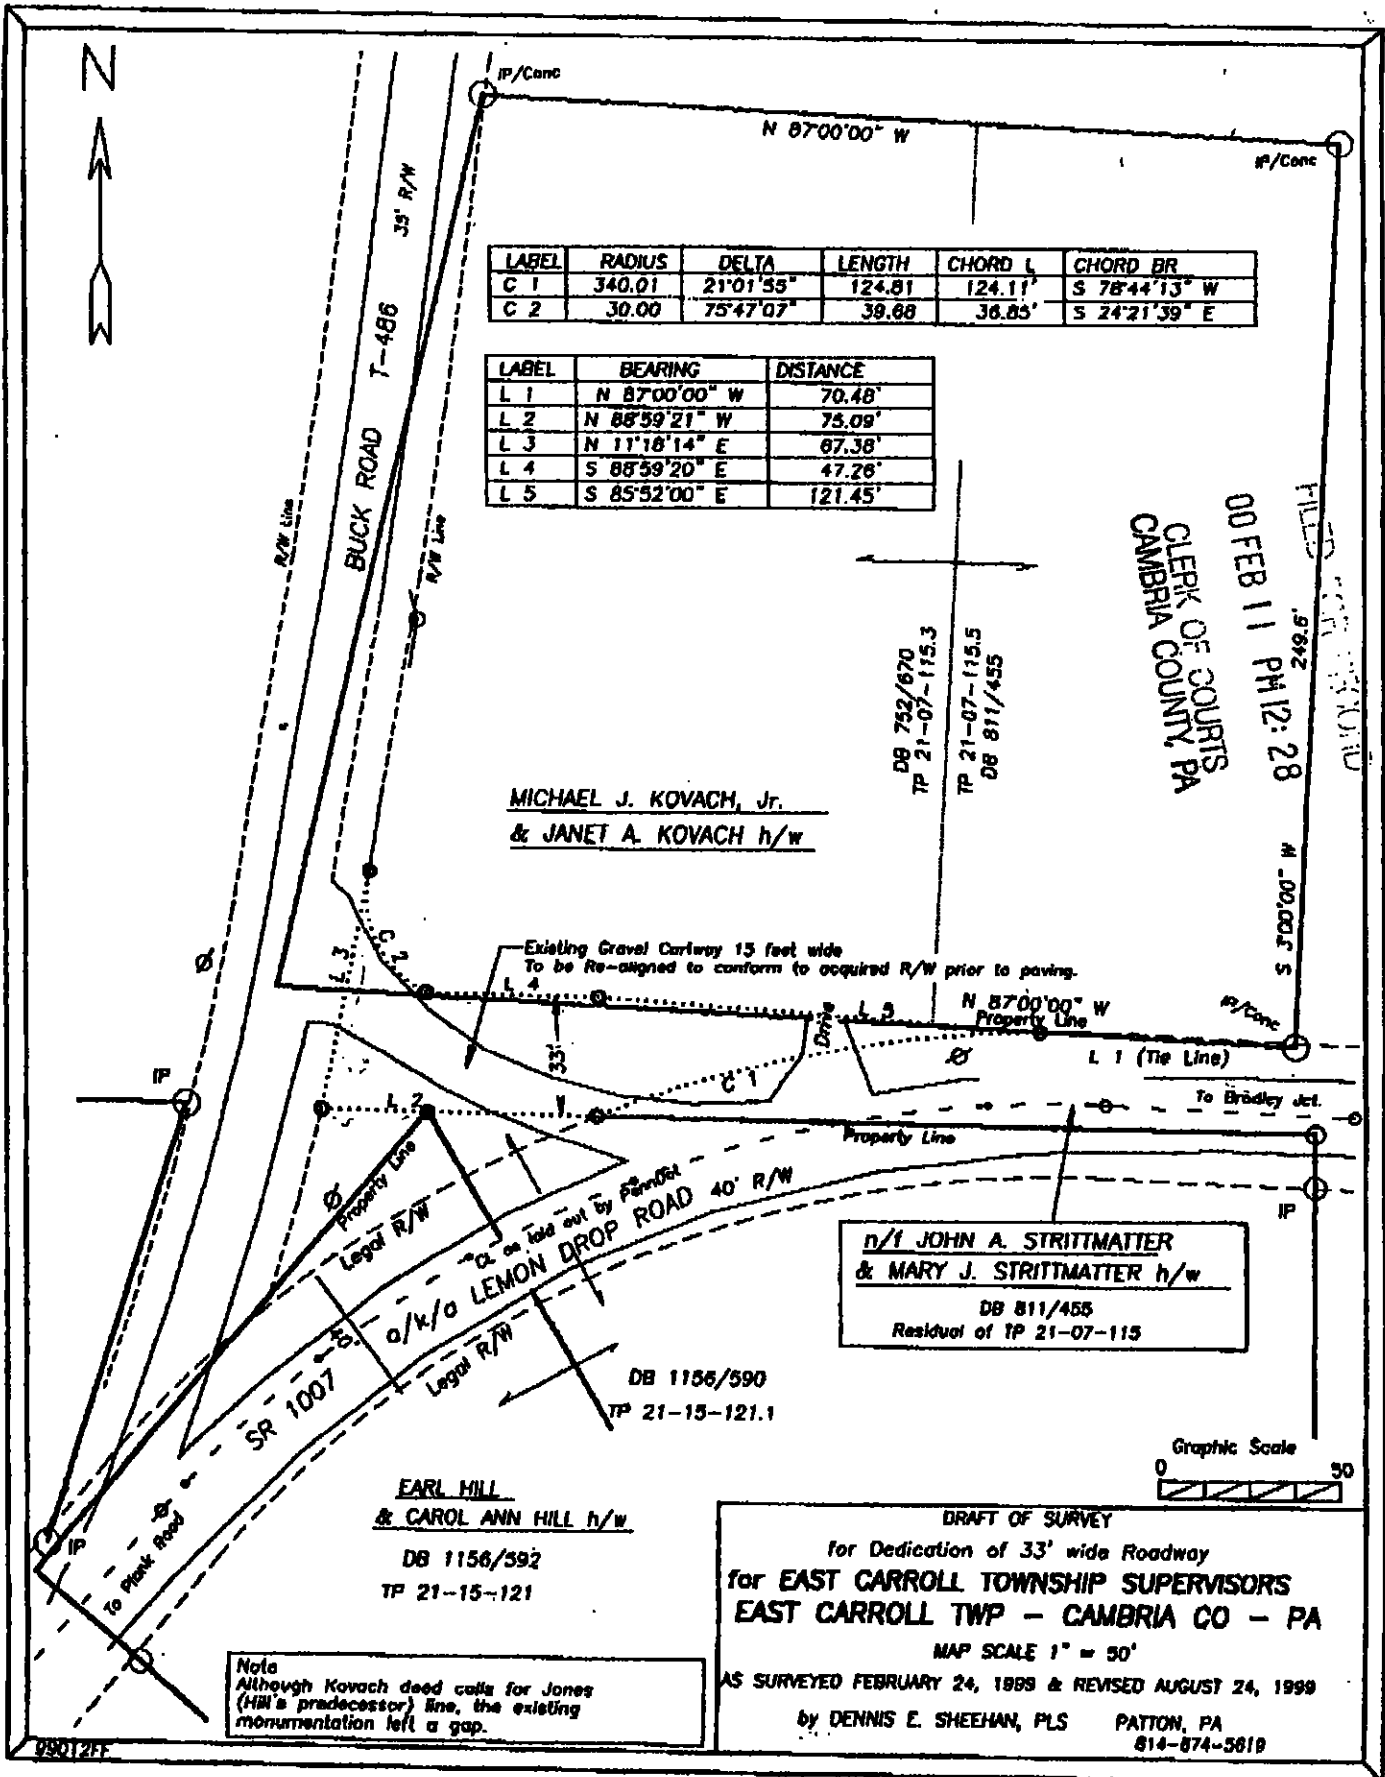 N
IP/Conc
N 87°00'00" W
IP/Conc
35' R/W
BUCK ROAD T-486
R/W Line
R/W Line
LABEL RADIUS DELTA LENGTH CHORD L CHORD BR
C 1 340.01 21°01'55" 124.81 124.11' S 78°44'13" W
C 2 30.00 75°47'07" 39.68 36.85' S 24°21'39" E
LABEL BEARING DISTANCE
L 1 N 87°00'00" W 70.48'
L 2 N 88°59'21" W 75.09'
L 3 N 11°18'14" E 67.38'
L 4 S 88°59'20" E 47.26'
L 5 S 85°52'00" E 121.45'
FILED FOR RECORD
00 FEB 11 PM 12:28
CLERK OF COURTS
CAMBRIA COUNTY, PA
249.6'
S 3°00'00" W
DB 752/670
TP 21-07-115.3
TP 21-07-115.5
DB 811/455
MICHAEL J. KOVACH, Jr.
& JANET A. KOVACH h/w
Existing Gravel Cartway 15 feet wide
To be Re-aligned to conform to acquired R/W prior to paving.
C 2
L 3
L 4
Drive
L 5
N 87°00'00" W
Property Line
IP/Conc
L 1 (Tie Line)
33'
C 1
IP
L 2
To Bradley Jct.
Property Line
Property Line
Legal R/W
CL as laid out by PennDot
a/k/a LEMON DROP ROAD 40' R/W
IP
40'
Legal R/W
SR 1007
n/f JOHN A. STRITTMATTER
& MARY J. STRITTMATTER h/w
DB 811/455
Residual of TP 21-07-115
DB 1156/590
TP 21-15-121.1
Graphic Scale
0 50
IP
To Plank Road
EARL HILL
& CAROL ANN HILL h/w
DB 1156/592
TP 21-15-121
DRAFT OF SURVEY
for Dedication of 33' wide Roadway
for EAST CARROLL TOWNSHIP SUPERVISORS
EAST CARROLL TWP - CAMBRIA CO - PA
MAP SCALE 1" = 50'
AS SURVEYED FEBRUARY 24, 1999 & REVISED AUGUST 24, 1999
by DENNIS E. SHEEHAN, PLS PATTON, PA
814-674-5619
Note
Although Kovach deed calls for Jones
(Hill's predecessor) line, the existing
monumentation left a gap.
99012FF